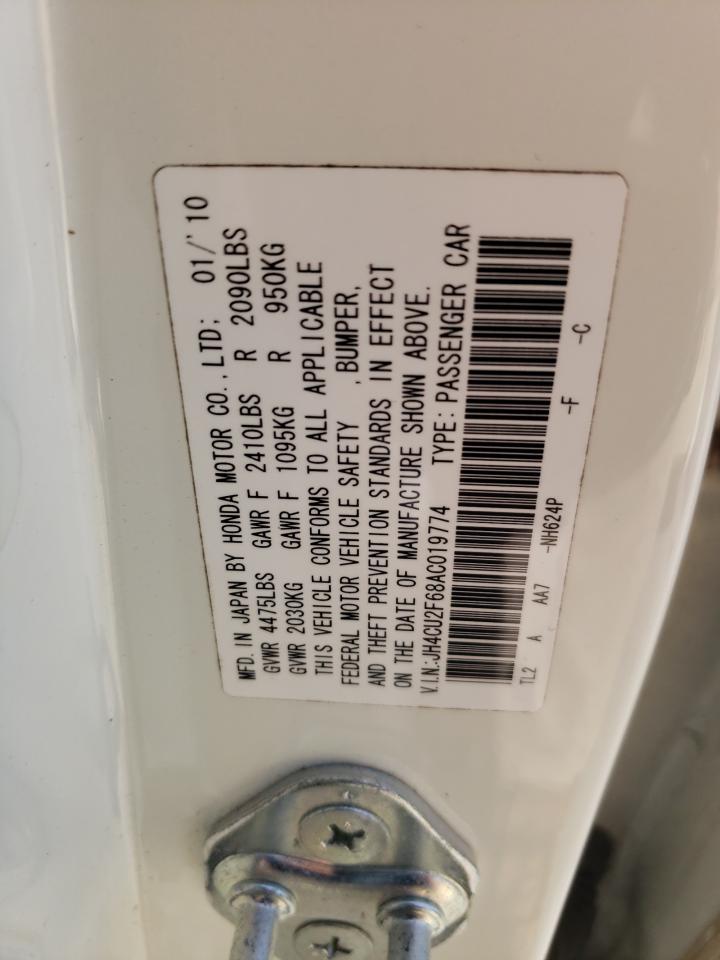 MFD. IN JAPAN BY HONDA MOTOR CO., LTD; 01/'10
GVWR 4475LBS GAWR F 2410LBS R 2090LBS
GVWR 2030KG GAWR F 1095KG R 950KG
THIS VEHICLE CONFORMS TO ALL APPLICABLE
FEDERAL MOTOR VEHICLE SAFETY , BUMPER,
AND THEFT PREVENTION STANDARDS IN EFFECT
ON THE DATE OF MANUFACTURE SHOWN ABOVE.
V.I.N.:JH4CU2F68AC019774 TYPE: PASSENGER CAR
TL2 A AA7 -NH624P -F -C